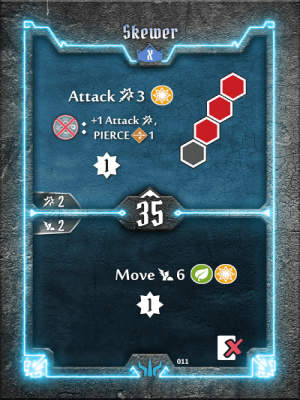 Skewer
X
Attack 3
: +1 Attack ,
PIERCE 1
1
2
35
2
Move 6
1
011